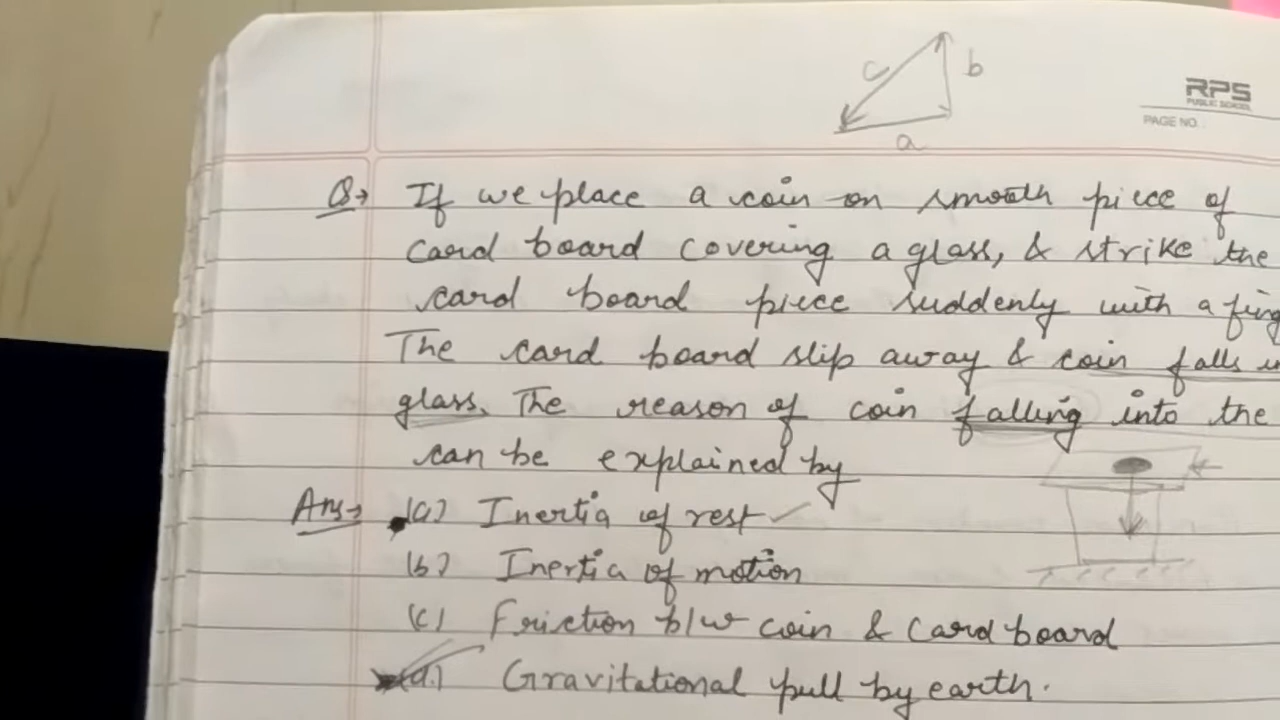 c
b
a
RPS
PUBLIC SCHOOL
PAGE NO.
Q→ If we place a coin on smooth piece of
card board covering a glass, & strike the
card board piece suddenly with a fing
The card board slip away & coin falls in
glass. The reason of coin falling into the
can be explained by
Ans→ (a) Inertia of rest ✓
(b) Inertia of motion
(c) Friction b/w coin & Card board
(d) Gravitational pull by earth.